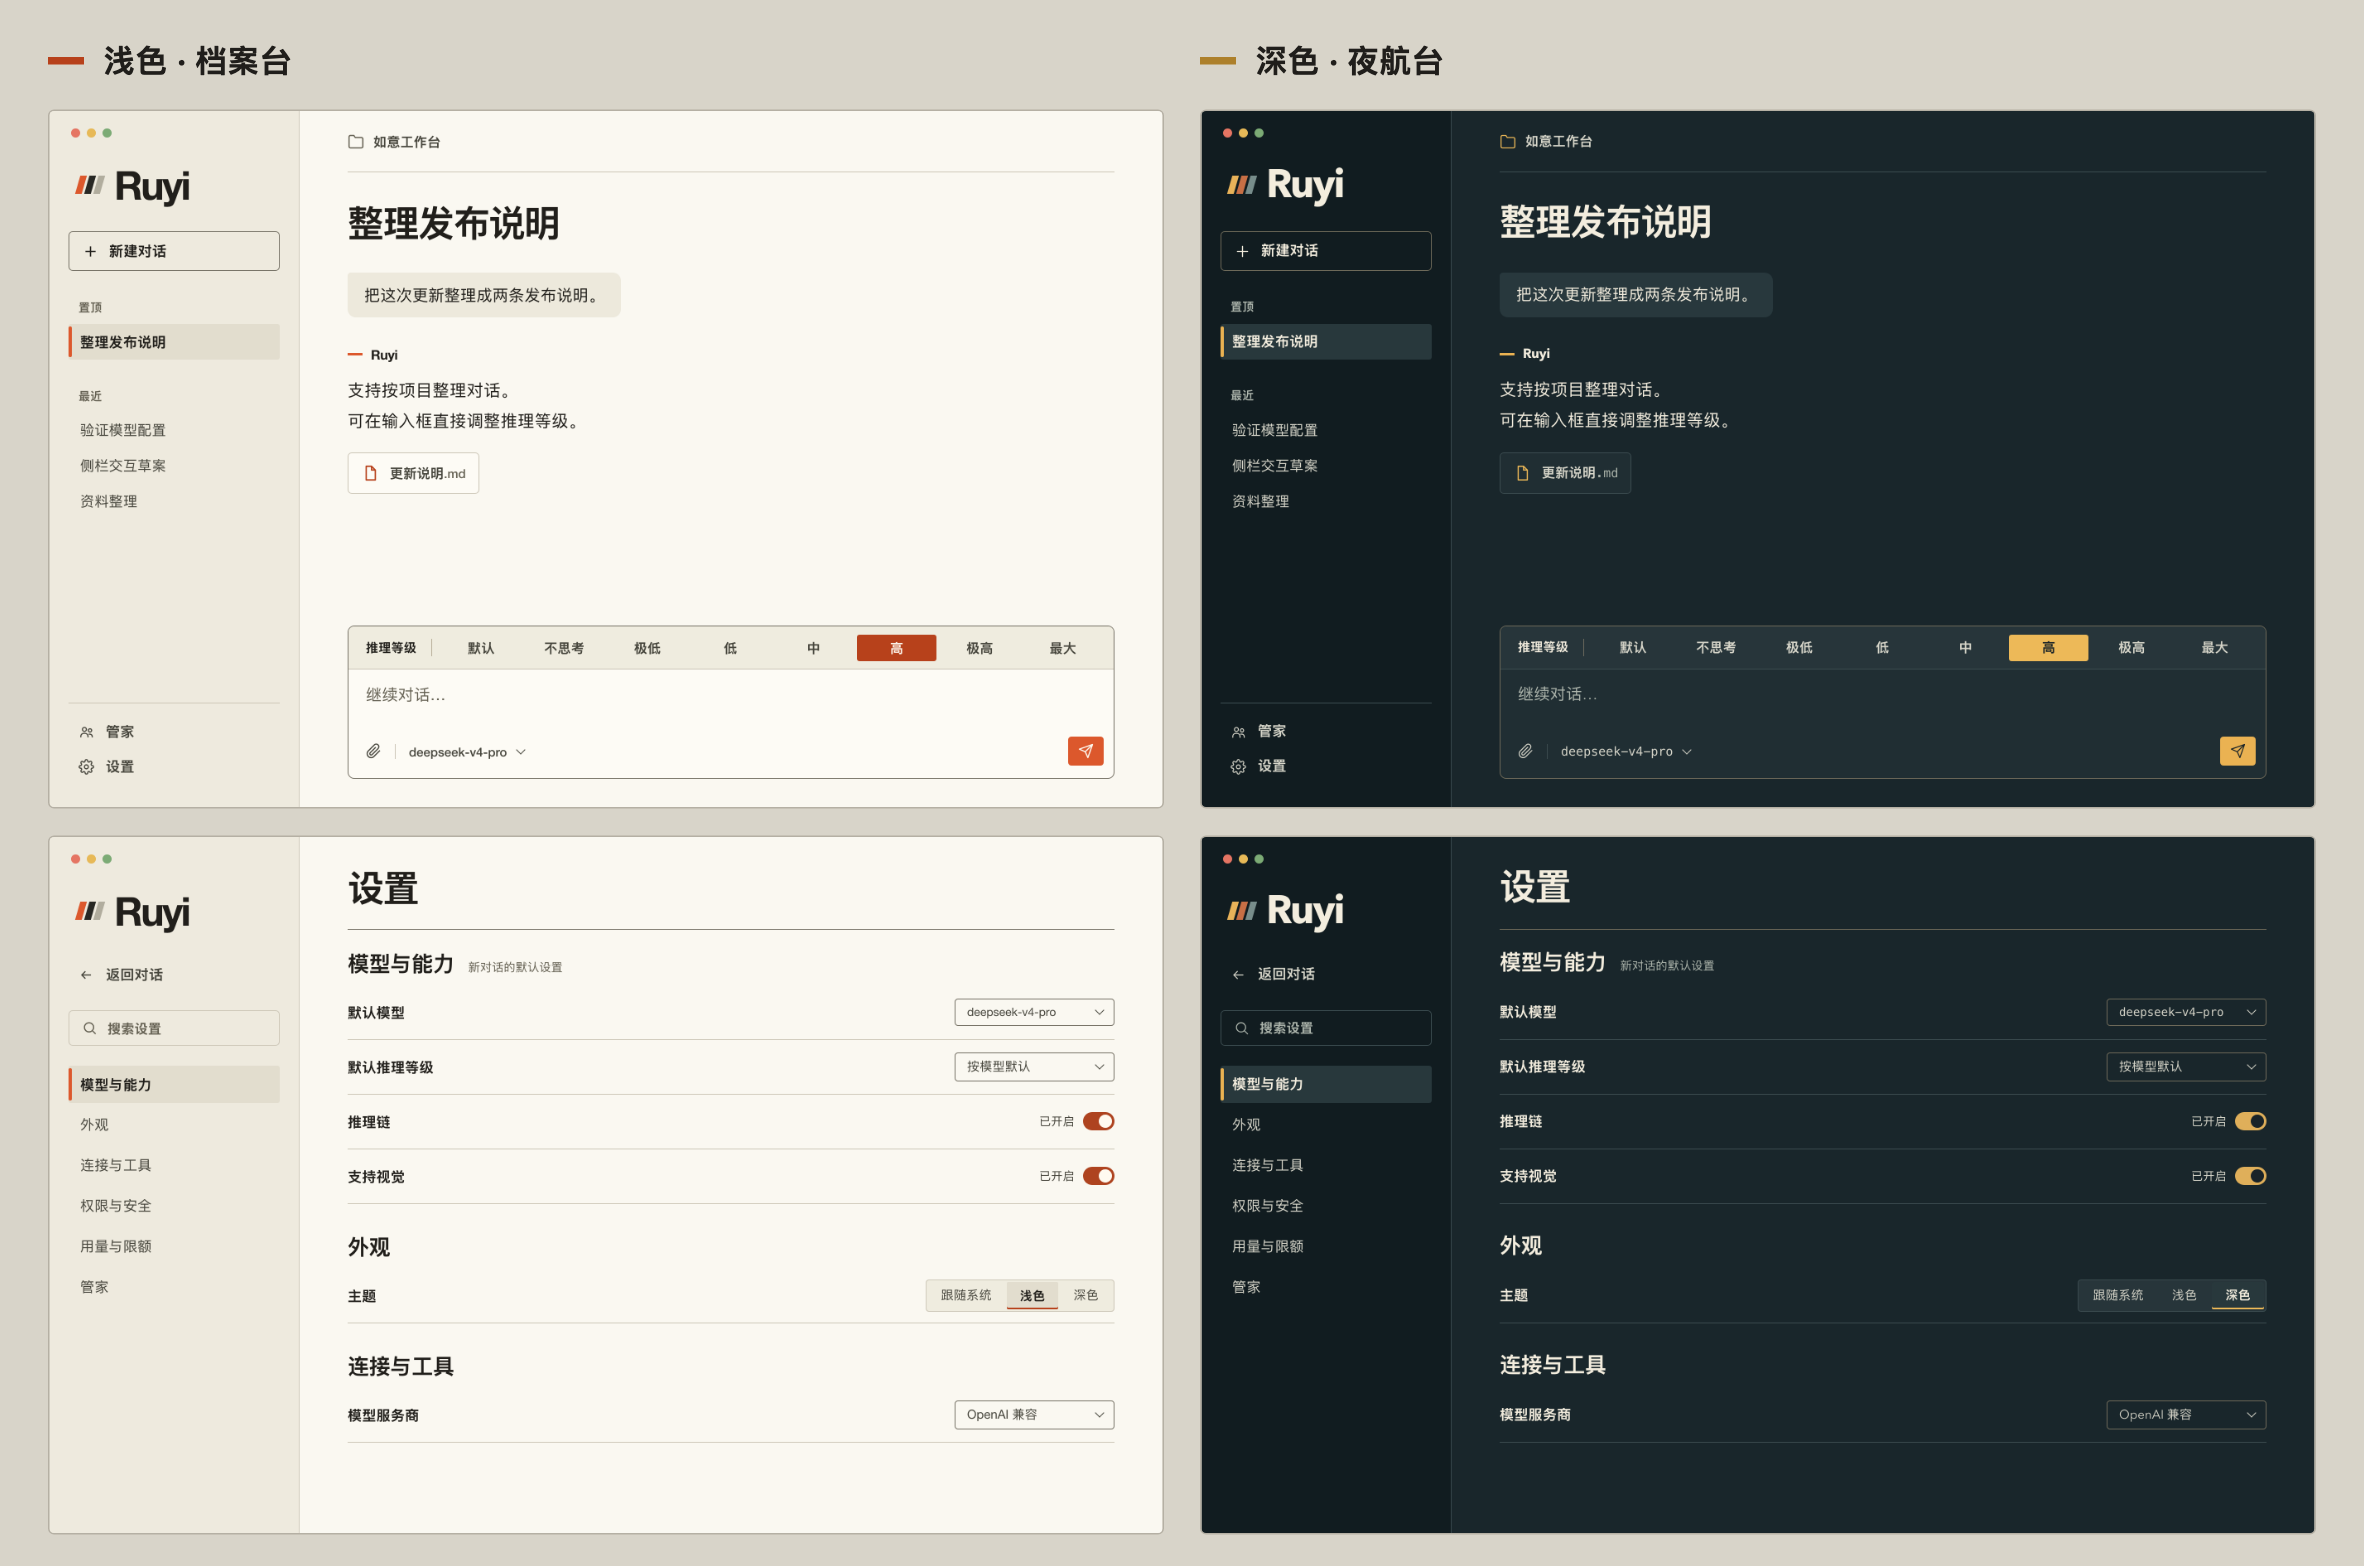 浅色 · 档案台
Ruyi
新建对话
置顶
整理发布说明
最近
验证模型配置
侧栏交互草案
资料整理
管家
设置
如意工作台
整理发布说明
把这次更新整理成两条发布说明。
Ruyi
支持按项目整理对话。
可在输入框直接调整推理等级。
更新说明.md
推理等级 默认 不思考 极低 低 中 高 极高 最大
继续对话...
deepseek-v4-pro
深色 · 夜航台
Ruyi
新建对话
置顶
整理发布说明
最近
验证模型配置
侧栏交互草案
资料整理
管家
设置
如意工作台
整理发布说明
把这次更新整理成两条发布说明。
Ruyi
支持按项目整理对话。
可在输入框直接调整推理等级。
更新说明.md
推理等级 默认 不思考 极低 低 中 高 极高 最大
继续对话...
deepseek-v4-pro
Ruyi
返回对话
搜索设置
模型与能力
外观
连接与工具
权限与安全
用量与限额
管家
设置
模型与能力 新对话的默认设置
默认模型 deepseek-v4-pro
默认推理等级 按模型默认
推理链 已开启
支持视觉 已开启
外观
主题 跟随系统 浅色 深色
连接与工具
模型服务商 OpenAI 兼容
Ruyi
返回对话
搜索设置
模型与能力
外观
连接与工具
权限与安全
用量与限额
管家
设置
模型与能力 新对话的默认设置
默认模型 deepseek-v4-pro
默认推理等级 按模型默认
推理链 已开启
支持视觉 已开启
外观
主题 跟随系统 浅色 深色
连接与工具
模型服务商 OpenAI 兼容